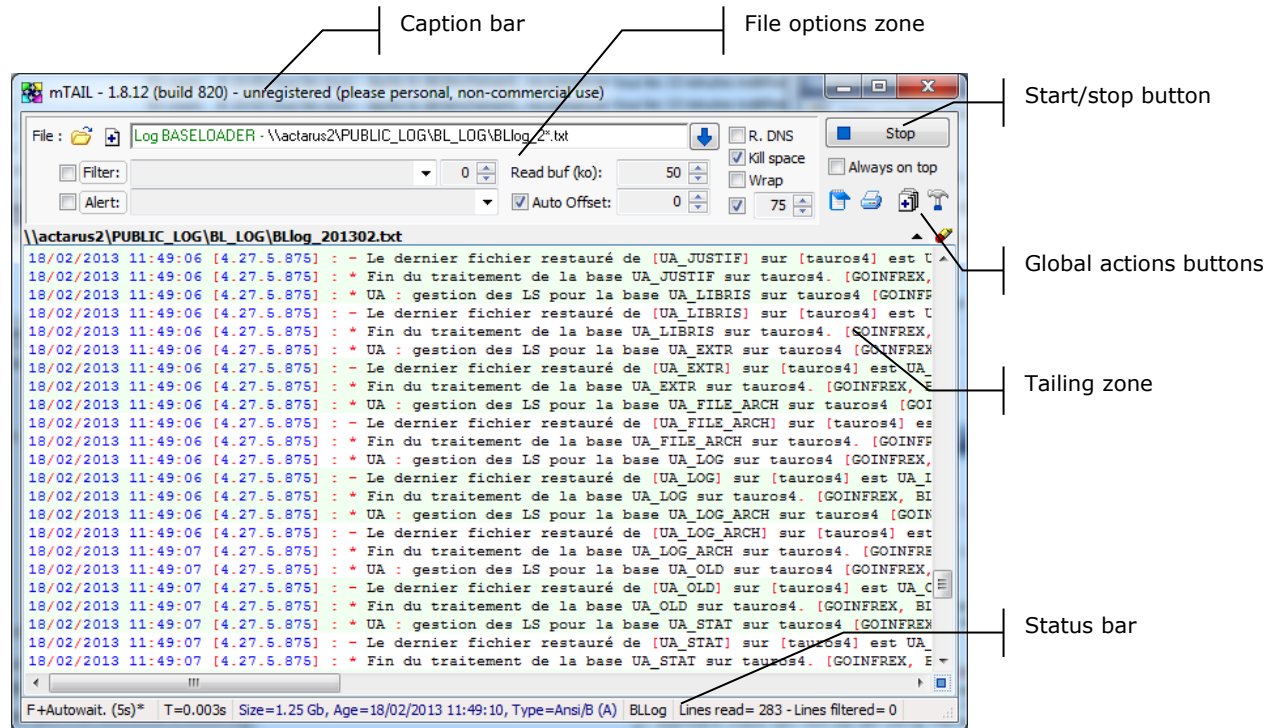 Caption bar
File options zone
mTAIL - 1.8.12 (build 820) - unregistered (please personal, non-commercial use)
Start/stop button
File :
Log BASELOADER - \\actarus2\PUBLIC_LOG\BL_LOG\BLlog_2*.txt
R. DNS
Stop
Filter:
0
Read buf (ko):
50
Kill space
Always on top
Wrap
Alert:
Auto Offset:
0
75
\\actarus2\PUBLIC_LOG\BL_LOG\BLlog_201302.txt
Global actions buttons
18/02/2013 11:49:06 [4.27.5.875] : - Le dernier fichier restauré de [UA_JUSTIF] sur [tauros4] est U
18/02/2013 11:49:06 [4.27.5.875] : * Fin du traitement de la base UA_JUSTIF sur tauros4. [GOINFREX,
18/02/2013 11:49:06 [4.27.5.875] : * UA : gestion des LS pour la base UA_LIBRIS sur tauros4 [GOINFR
18/02/2013 11:49:06 [4.27.5.875] : - Le dernier fichier restauré de [UA_LIBRIS] sur [tauros4] est U
18/02/2013 11:49:06 [4.27.5.875] : * Fin du traitement de la base UA_LIBRIS sur tauros4. [GOINFREX,
18/02/2013 11:49:06 [4.27.5.875] : * UA : gestion des LS pour la base UA_EXTR sur tauros4 [GOINFREX
18/02/2013 11:49:06 [4.27.5.875] : - Le dernier fichier restauré de [UA_EXTR] sur [tauros4] est UA_
18/02/2013 11:49:06 [4.27.5.875] : * Fin du traitement de la base UA_EXTR sur tauros4. [GOINFREX, B
Tailing zone
18/02/2013 11:49:06 [4.27.5.875] : * UA : gestion des LS pour la base UA_FILE_ARCH sur tauros4 [GOI
18/02/2013 11:49:06 [4.27.5.875] : - Le dernier fichier restauré de [UA_FILE_ARCH] sur [tauros4] es
18/02/2013 11:49:06 [4.27.5.875] : * Fin du traitement de la base UA_FILE_ARCH sur tauros4. [GOINFR
18/02/2013 11:49:06 [4.27.5.875] : * UA : gestion des LS pour la base UA_LOG sur tauros4 [GOINFREX,
18/02/2013 11:49:06 [4.27.5.875] : - Le dernier fichier restauré de [UA_LOG] sur [tauros4] est UA_L
18/02/2013 11:49:06 [4.27.5.875] : * Fin du traitement de la base UA_LOG sur tauros4. [GOINFREX, BL
18/02/2013 11:49:06 [4.27.5.875] : * UA : gestion des LS pour la base UA_LOG_ARCH sur tauros4 [GOIN
18/02/2013 11:49:06 [4.27.5.875] : - Le dernier fichier restauré de [UA_LOG_ARCH] sur [tauros4] est
18/02/2013 11:49:07 [4.27.5.875] : * Fin du traitement de la base UA_LOG_ARCH sur tauros4. [GOINFRE
18/02/2013 11:49:07 [4.27.5.875] : * UA : gestion des LS pour la base UA_OLD sur tauros4 [GOINFREX,
18/02/2013 11:49:07 [4.27.5.875] : - Le dernier fichier restauré de [UA_OLD] sur [tauros4] est UA_O
18/02/2013 11:49:07 [4.27.5.875] : * Fin du traitement de la base UA_OLD sur tauros4. [GOINFREX, BL
18/02/2013 11:49:07 [4.27.5.875] : * UA : gestion des LS pour la base UA_STAT sur tauros4 [GOINFREX
Status bar
18/02/2013 11:49:07 [4.27.5.875] : - Le dernier fichier restauré de [UA_STAT] sur [tauros4] est UA_
18/02/2013 11:49:07 [4.27.5.875] : * Fin du traitement de la base UA_STAT sur tauros4. [GOINFREX, B
F+Autowait. (5s)* T=0.003s Size=1.25 Gb, Age=18/02/2013 11:49:10, Type=Ansi/B (A) BLLog Lines read= 283 - Lines filtered= 0